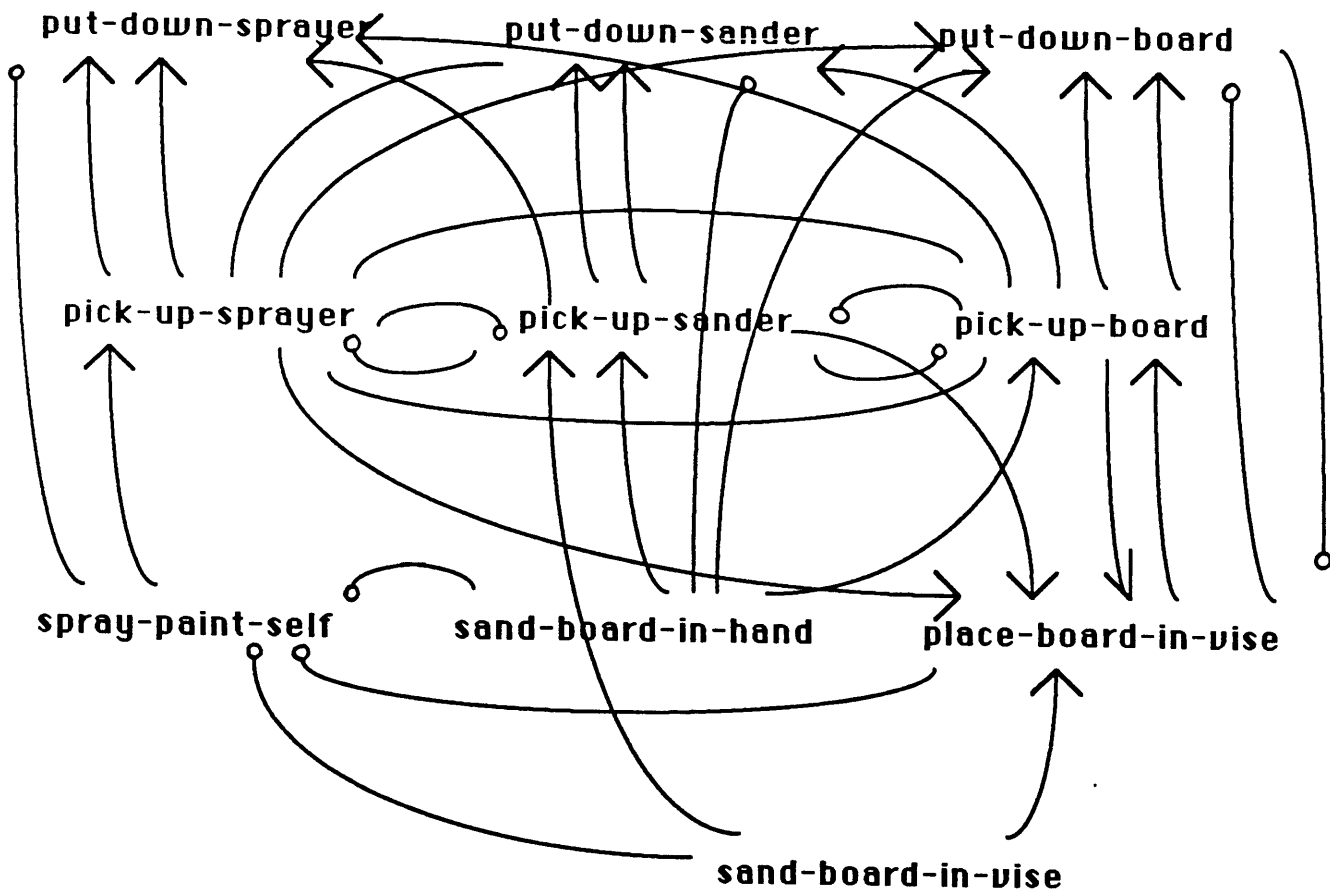 put-down-sprayer put-down-sander put-down-board
pick-up-sprayer pick-up-sander pick-up-board
spray-paint-self sand-board-in-hand place-board-in-vise
sand-board-in-vise